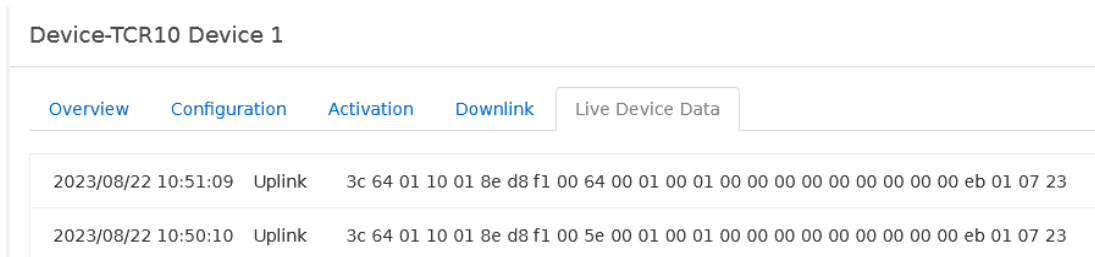 Device-TCR10 Device 1
Overview Configuration Activation Downlink Live Device Data
2023/08/22 10:51:09 Uplink 3c 64 01 10 01 8e d8 f1 00 64 00 01 00 01 00 00 00 00 00 00 00 00 eb 01 07 23
2023/08/22 10:50:10 Uplink 3c 64 01 10 01 8e d8 f1 00 5e 00 01 00 01 00 00 00 00 00 00 00 00 eb 01 07 23